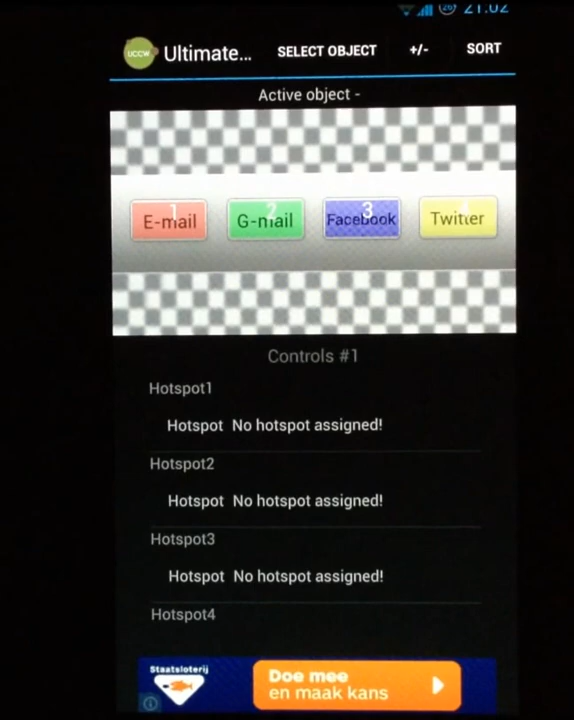 21:02
UCCW Ultimate... SELECT OBJECT +/- SORT
Active object -
1 2 3
E-mail G-mail Facebook Twitter
Controls #1
Hotspot1
Hotspot No hotspot assigned!
Hotspot2
Hotspot No hotspot assigned!
Hotspot3
Hotspot No hotspot assigned!
Hotspot4
Staatsloterij
Doe mee
en maak kans